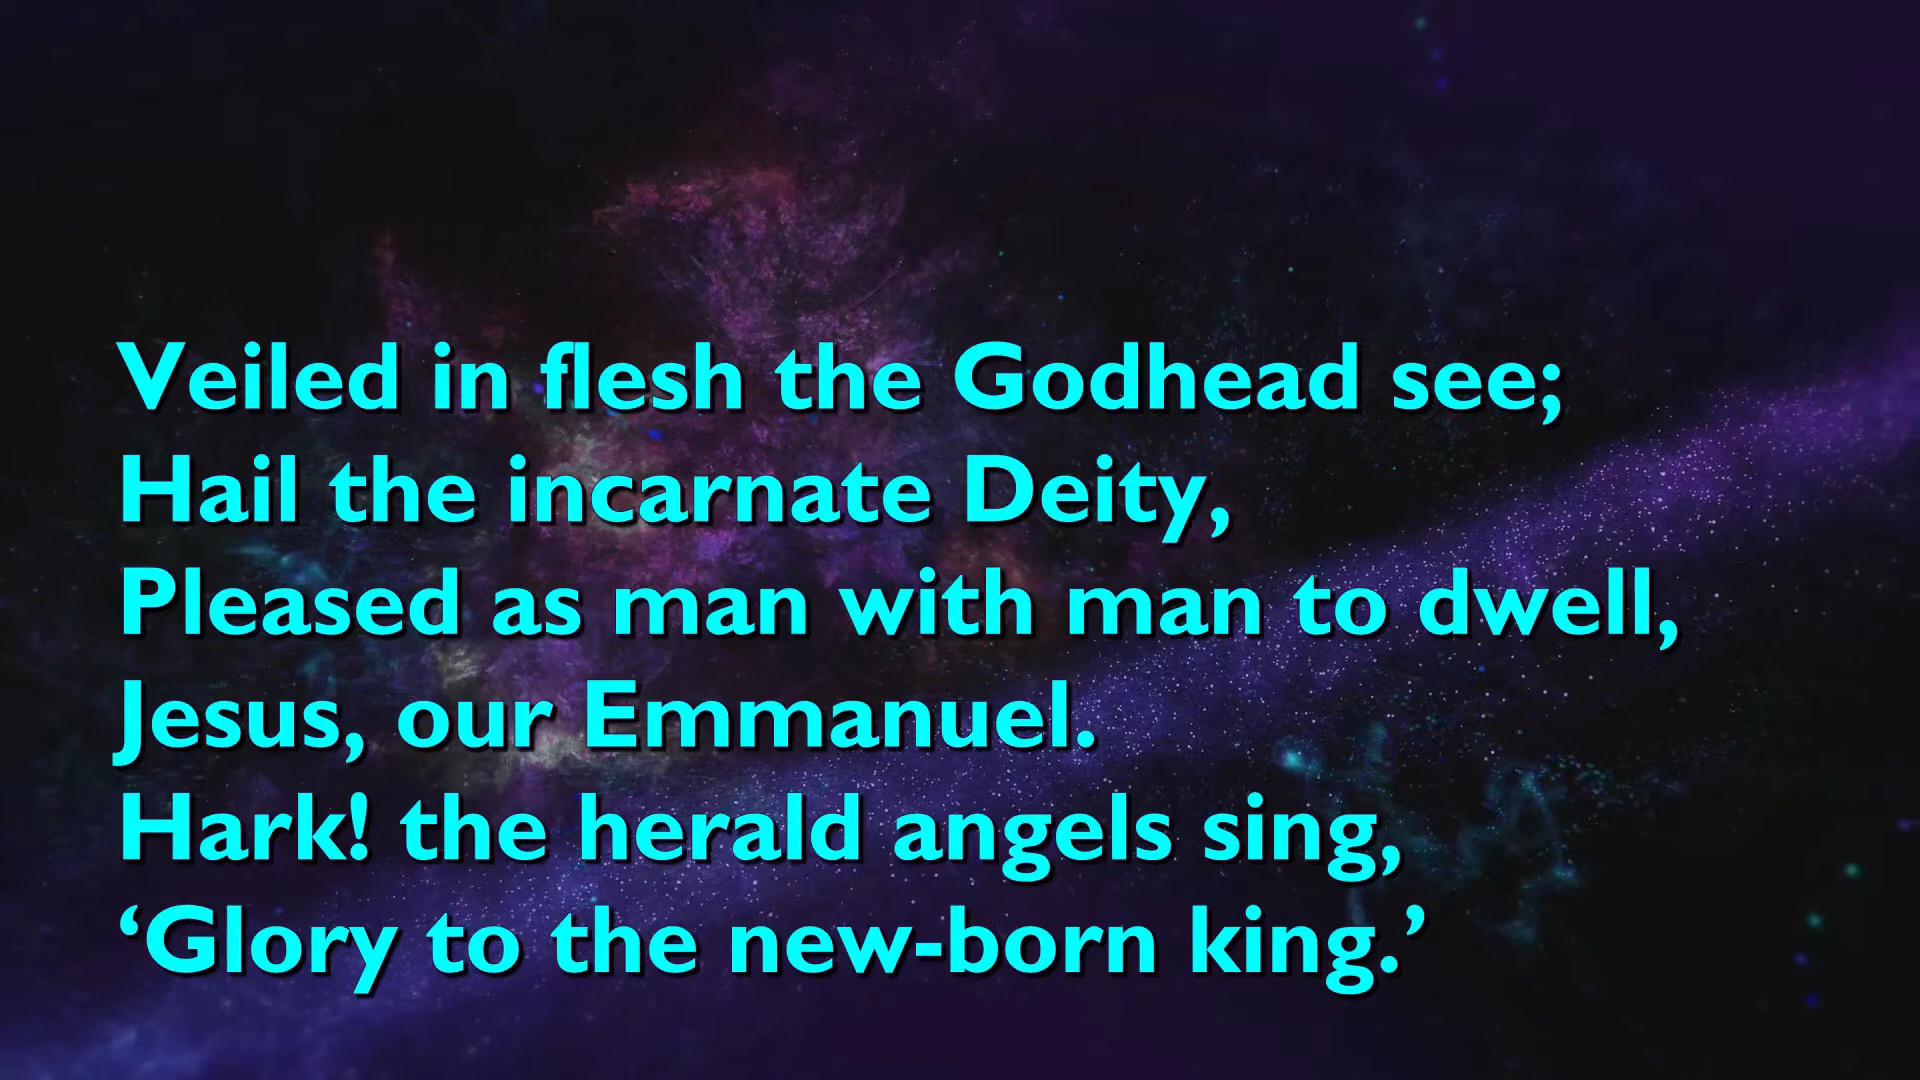 Veiled in flesh the Godhead see;
Hail the incarnate Deity,
Pleased as man with man to dwell,
Jesus, our Emmanuel.
Hark! the herald angels sing,
‘Glory to the new-born king.’